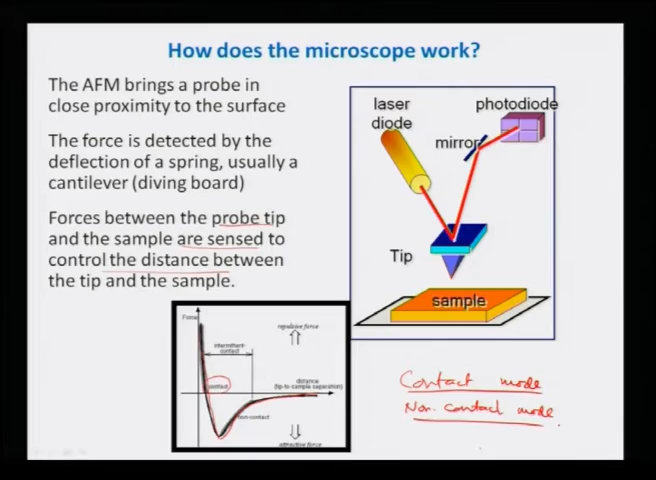 How does the microscope work?
The AFM brings a probe in
close proximity to the surface
The force is detected by the
deflection of a spring, usually a
cantilever (diving board)
Forces between the probe tip
and the sample are sensed to
control the distance between
the tip and the sample.
laser
diode
photodiode
mirror
Tip
sample
Force
repulsive force
intermittent-
contact
contact
distance
(tip-to-sample separation)
non-contact
attractive force
Contact mode
Non. contact mode